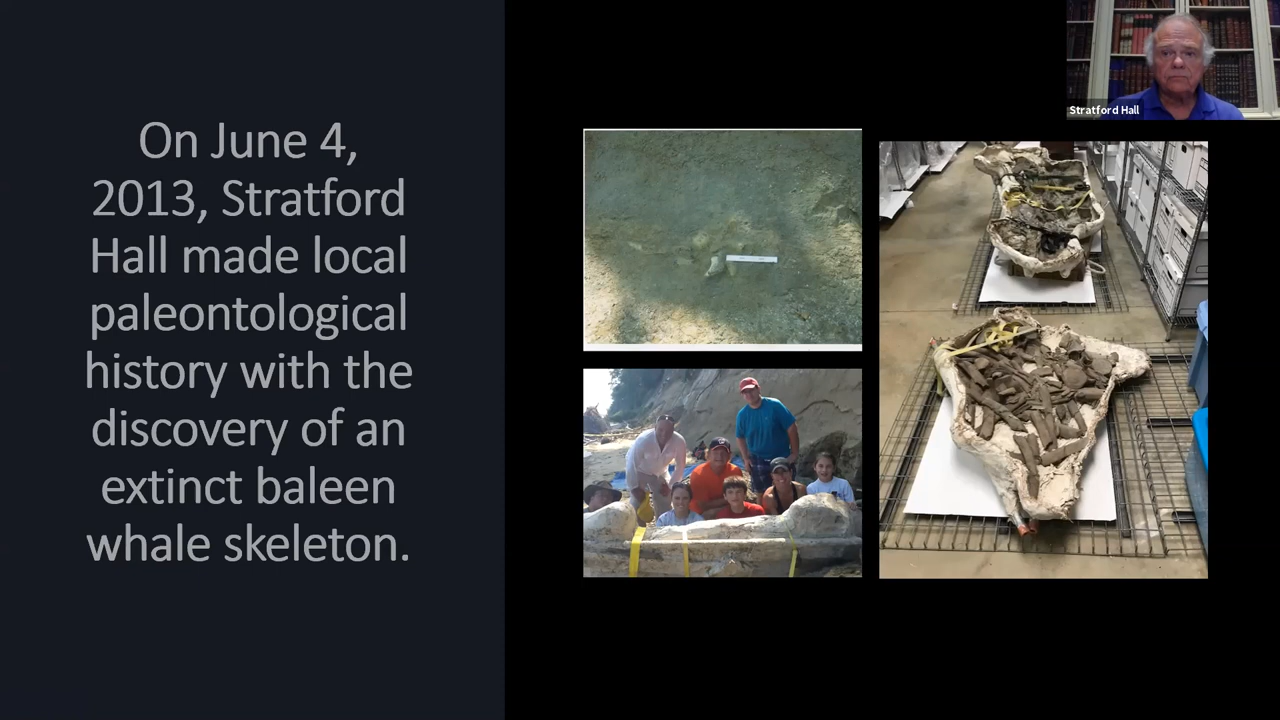 On June 4,
2013, Stratford
Hall made local
paleontological
history with the
discovery of an
extinct baleen
whale skeleton.
Stratford Hall